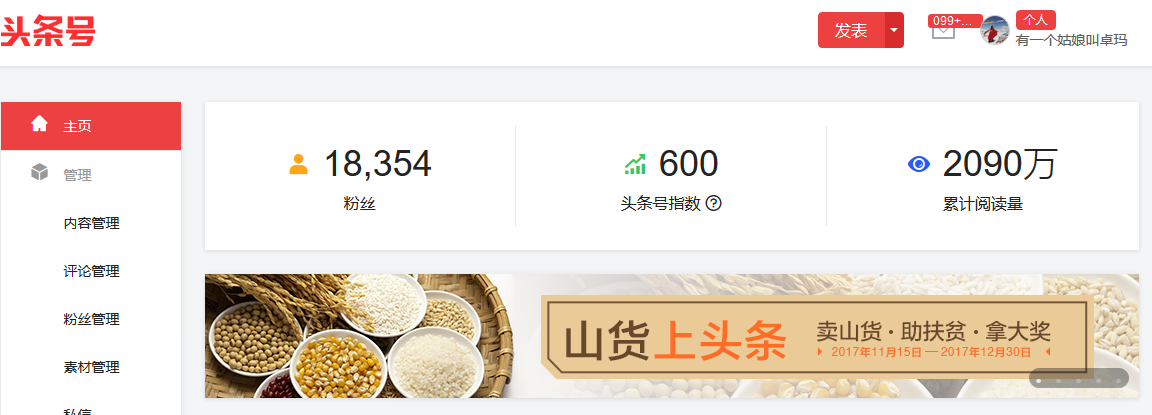 头条号
发表
099+...
个人
有一个姑娘叫卓玛
主页
管理
内容管理
评论管理
粉丝管理
素材管理
私信
18,354
粉丝
600
头条号指数 ?
2090万
累计阅读量
山货上头条
卖山货·助扶贫·拿大奖
2017年11月15日 — 2017年12月30日